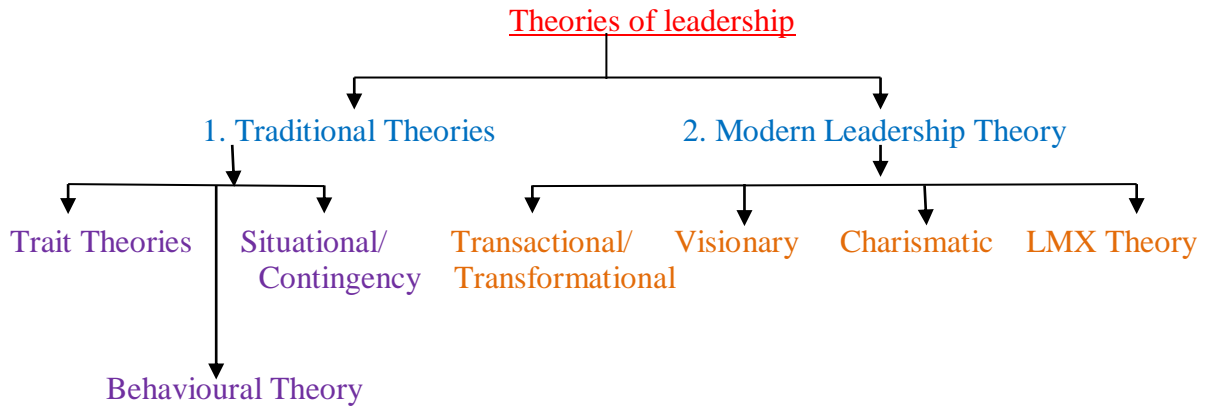 Theories of leadership
1. Traditional Theories
2. Modern Leadership Theory
Trait Theories
Situational/
Contingency
Transactional/
Transformational
Visionary
Charismatic
LMX Theory
Behavioural Theory